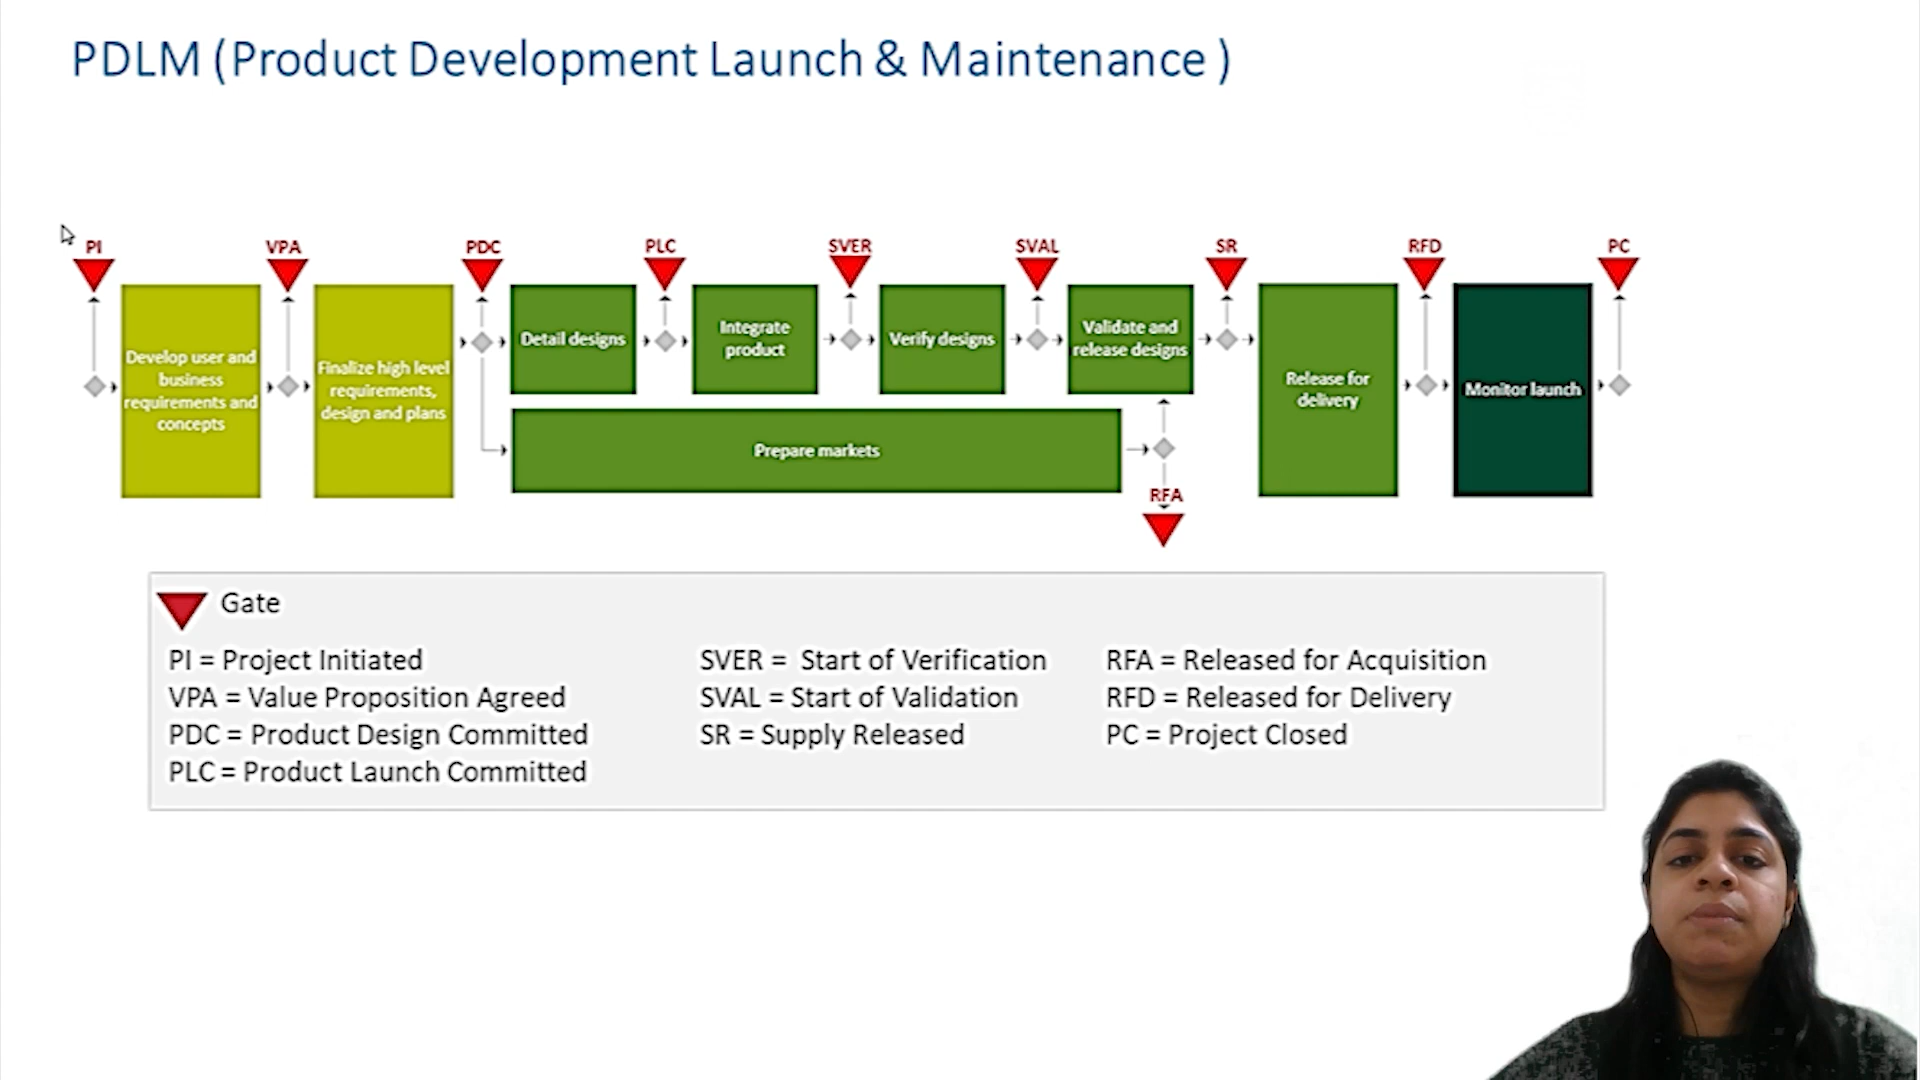 PDLM (Product Development Launch & Maintenance )
PI
VPA
PDC
PLC
SVER
SVAL
SR
RFD
PC
Develop user and
business
requirements and
concepts
Finalize high level
requirements,
design and plans
Detail designs
Integrate
product
Verify designs
Validate and
release designs
Release for
delivery
Monitor launch
Prepare markets
RFA
Gate
PI = Project Initiated
VPA = Value Proposition Agreed
PDC = Product Design Committed
PLC = Product Launch Committed
SVER = Start of Verification
SVAL = Start of Validation
SR = Supply Released
RFA = Released for Acquisition
RFD = Released for Delivery
PC = Project Closed